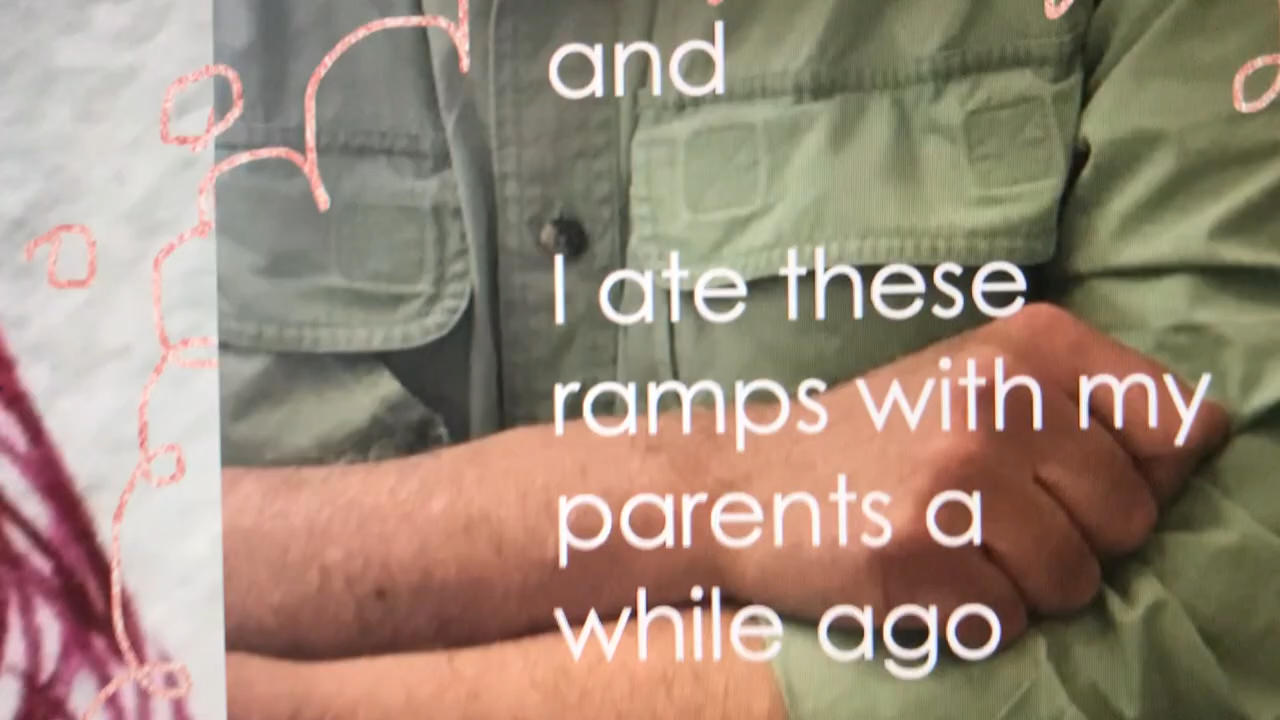 and
I ate these
ramps with my
parents a
while ago